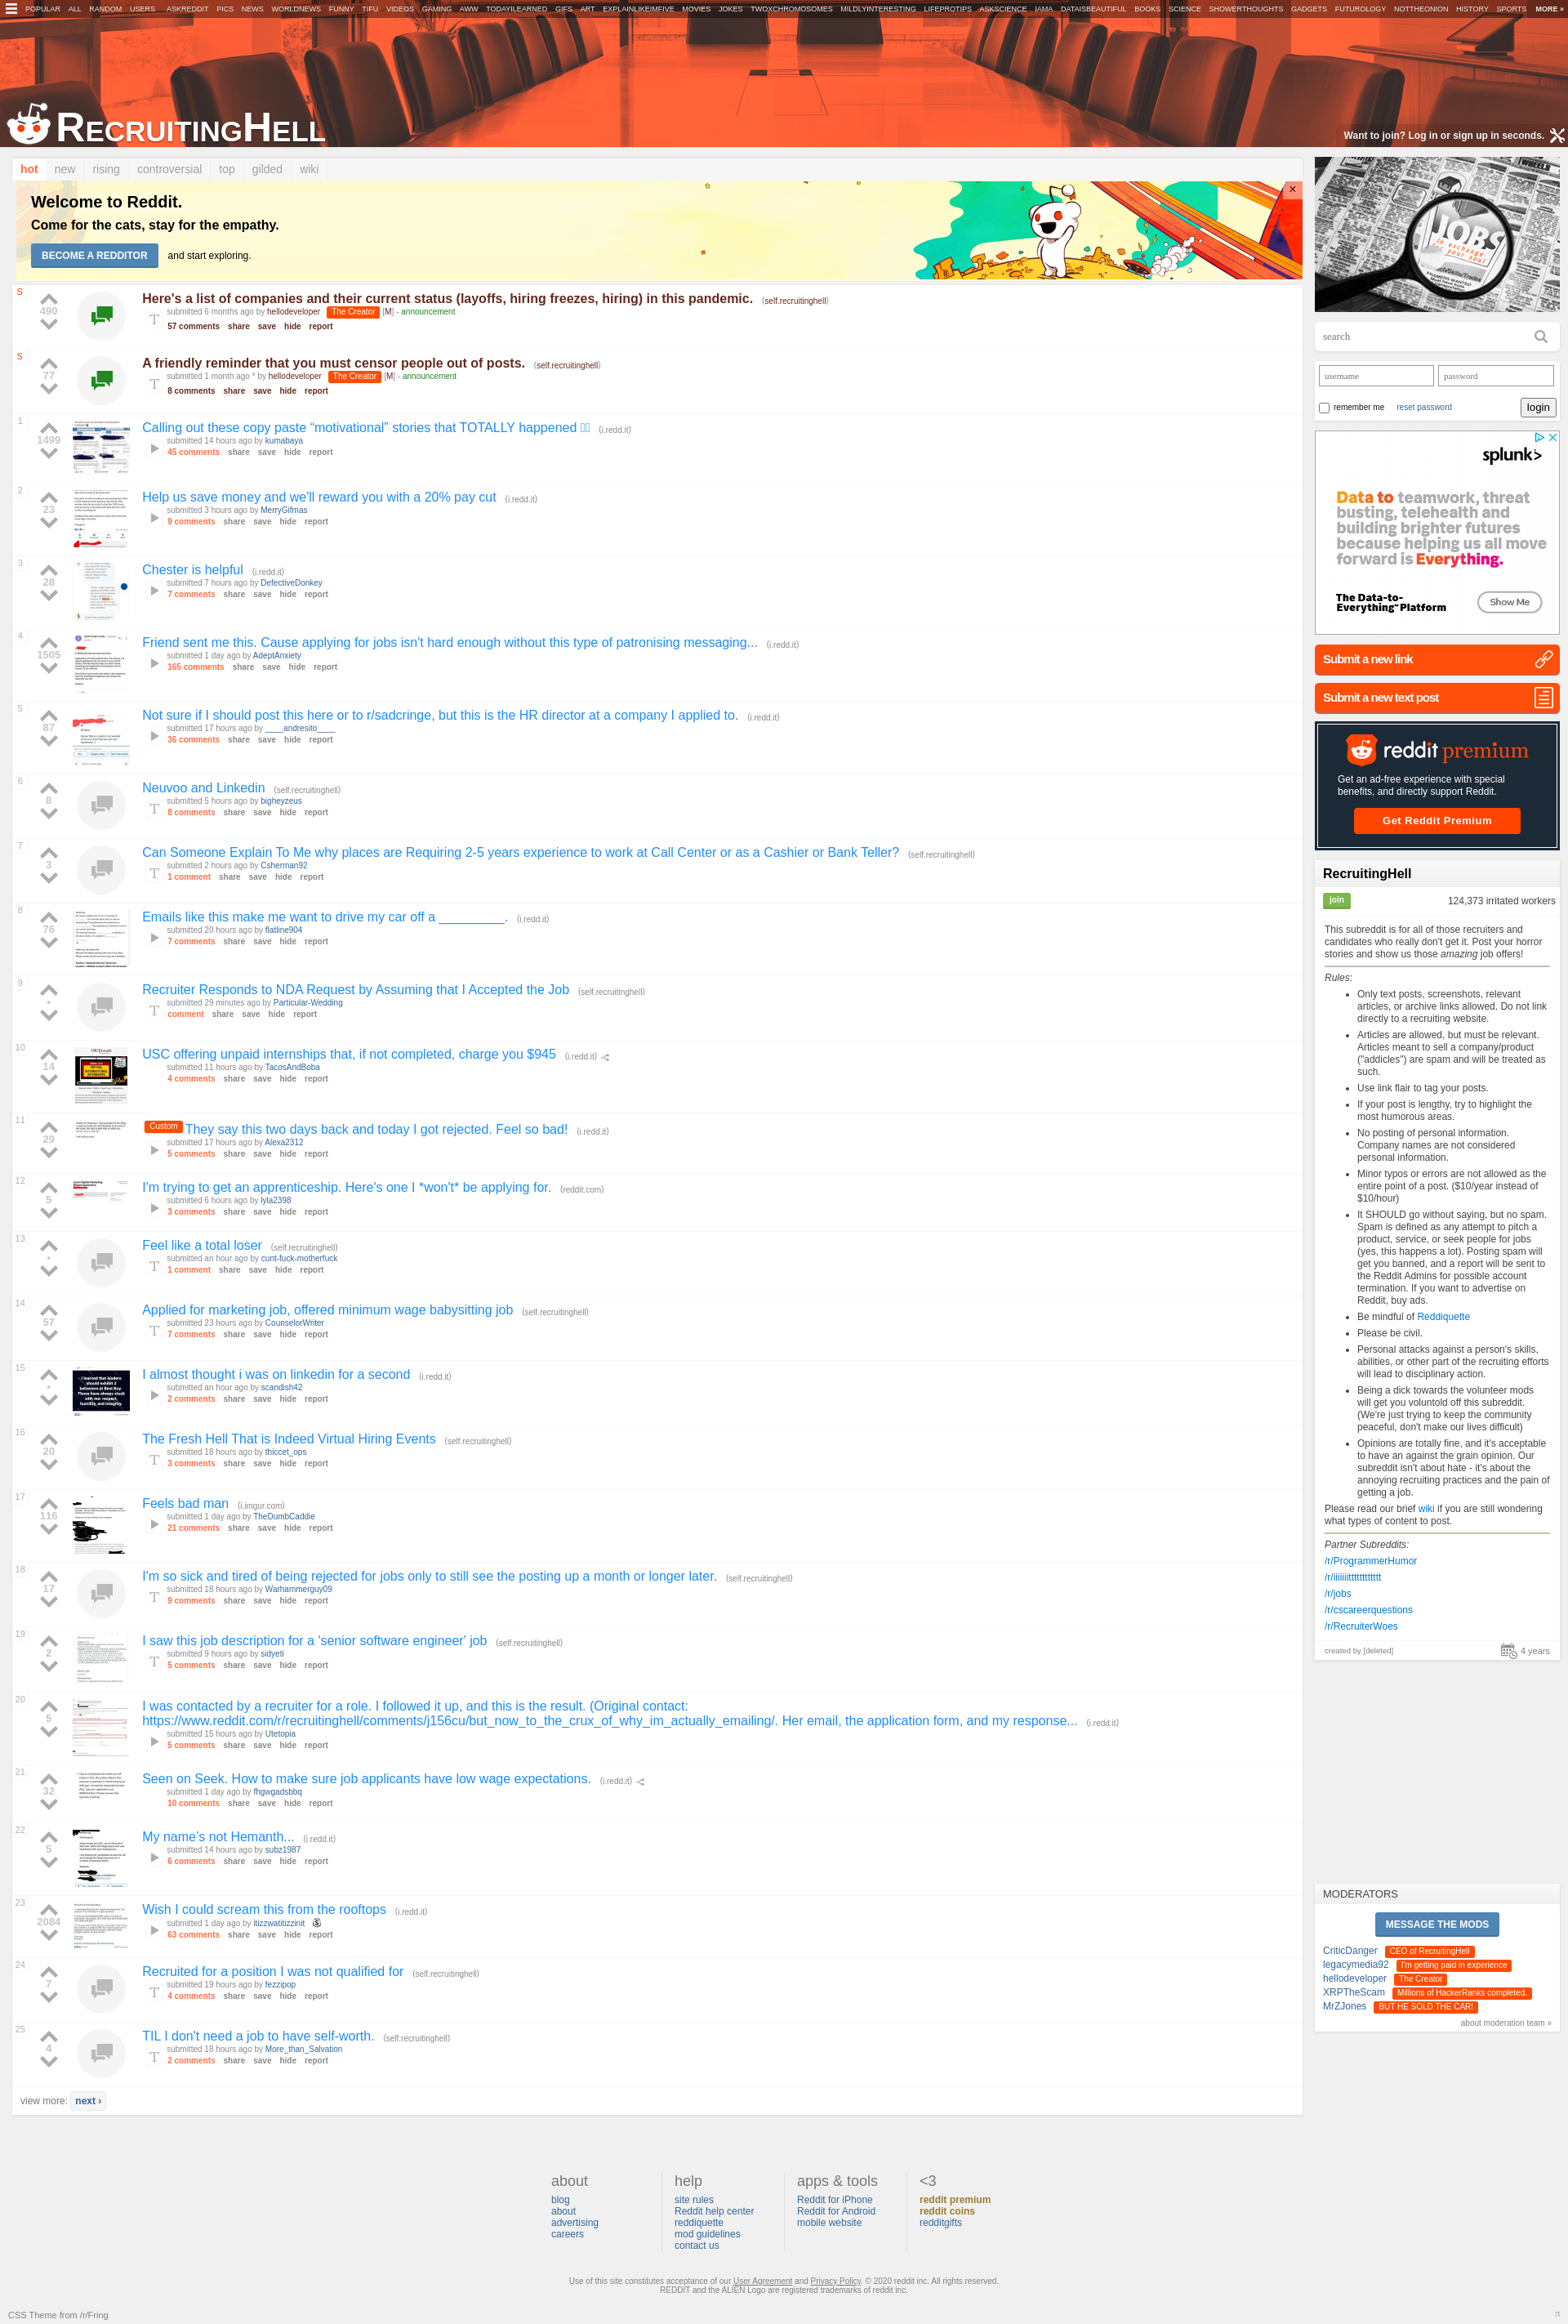 POPULAR ALL RANDOM USERS ASKREDDIT PICS NEWS WORLDNEWS FUNNY TIFU VIDEOS GAMING AWW TODAYILEARNED GIFS ART EXPLAINLIKEIMFIVE MOVIES JOKES TWOXCHROMOSOMES MILDLYINTERESTING LIFEPROTIPS ASKSCIENCE IAMA DATAISBEAUTIFUL BOOKS SCIENCE SHOWERTHOUGHTS GADGETS FUTUROLOGY NOTTHEONION HISTORY SPORTS MORE »
RECRUITINGHELL
Want to join? Log in or sign up in seconds.
hot new rising controversial top gilded wiki
Welcome to Reddit.
Come for the cats, stay for the empathy.
BECOME A REDDITOR and start exploring.
×
S
490
Here's a list of companies and their current status (layoffs, hiring freezes, hiring) in this pandemic. (self.recruitinghell)
submitted 6 months ago by hellodeveloper The Creator [M] - announcement
57 comments share save hide report
S
77
A friendly reminder that you must censor people out of posts. (self.recruitinghell)
submitted 1 month ago * by hellodeveloper The Creator [M] - announcement
8 comments share save hide report
1
1499
Calling out these copy paste “motivational” stories that TOTALLY happened (i.redd.it)
submitted 14 hours ago by kumabaya
45 comments share save hide report
2
23
Help us save money and we'll reward you with a 20% pay cut (i.redd.it)
submitted 3 hours ago by MerryGifmas
9 comments share save hide report
3
28
Chester is helpful (i.redd.it)
submitted 7 hours ago by DefectiveDonkey
7 comments share save hide report
4
1505
Friend sent me this. Cause applying for jobs isn't hard enough without this type of patronising messaging... (i.redd.it)
submitted 1 day ago by AdeptAnxiety
165 comments share save hide report
5
87
Not sure if I should post this here or to r/sadcringe, but this is the HR director at a company I applied to. (i.redd.it)
submitted 17 hours ago by ____andresito____
36 comments share save hide report
6
8
Neuvoo and Linkedin (self.recruitinghell)
submitted 5 hours ago by bigheyzeus
8 comments share save hide report
7
3
Can Someone Explain To Me why places are Requiring 2-5 years experience to work at Call Center or as a Cashier or Bank Teller? (self.recruitinghell)
submitted 2 hours ago by Csherman92
1 comment share save hide report
8
76
Emails like this make me want to drive my car off a _________. (i.redd.it)
submitted 20 hours ago by flatline904
7 comments share save hide report
9
•
Recruiter Responds to NDA Request by Assuming that I Accepted the Job (self.recruitinghell)
submitted 29 minutes ago by Particular-Wedding
comment share save hide report
10
14
USC offering unpaid internships that, if not completed, charge you $945 (i.redd.it)
submitted 11 hours ago by TacosAndBoba
4 comments share save hide report
11
29
Custom They say this two days back and today I got rejected. Feel so bad! (i.redd.it)
submitted 17 hours ago by Alexa2312
5 comments share save hide report
12
5
I'm trying to get an apprenticeship. Here's one I *won't* be applying for. (reddit.com)
submitted 6 hours ago by lyla2398
3 comments share save hide report
13
•
Feel like a total loser (self.recruitinghell)
submitted an hour ago by cunt-fuck-motherfuck
1 comment share save hide report
14
57
Applied for marketing job, offered minimum wage babysitting job (self.recruitinghell)
submitted 23 hours ago by CounselorWriter
7 comments share save hide report
15
•
I learned that leaders should exhibit 3 behaviors at Best Buy. These have always stuck with me: respect, humility, and integrity.
I almost thought i was on linkedin for a second (i.redd.it)
submitted an hour ago by scandish42
2 comments share save hide report
16
20
The Fresh Hell That is Indeed Virtual Hiring Events (self.recruitinghell)
submitted 18 hours ago by thiccet_ops
3 comments share save hide report
17
116
Feels bad man (i.imgur.com)
submitted 1 day ago by TheDumbCaddie
21 comments share save hide report
18
17
I'm so sick and tired of being rejected for jobs only to still see the posting up a month or longer later. (self.recruitinghell)
submitted 18 hours ago by Warhammerguy09
9 comments share save hide report
19
2
I saw this job description for a 'senior software engineer' job (self.recruitinghell)
submitted 9 hours ago by sidyeti
5 comments share save hide report
20
5
I was contacted by a recruiter for a role. I followed it up, and this is the result. (Original contact:
https://www.reddit.com/r/recruitinghell/comments/j156cu/but_now_to_the_crux_of_why_im_actually_emailing/. Her email, the application form, and my response... (i.redd.it)
submitted 15 hours ago by Utetopia
5 comments share save hide report
21
32
Seen on Seek. How to make sure job applicants have low wage expectations. (i.redd.it)
submitted 1 day ago by fhgwgadsbbq
10 comments share save hide report
22
5
My name's not Hemanth... (i.redd.it)
submitted 14 hours ago by subz1987
6 comments share save hide report
23
2084
Wish I could scream this from the rooftops (i.redd.it)
submitted 1 day ago by itizzwatitizzinit
63 comments share save hide report
24
7
Recruited for a position I was not qualified for (self.recruitinghell)
submitted 19 hours ago by fezzipop
4 comments share save hide report
25
4
TIL I don't need a job to have self-worth. (self.recruitinghell)
submitted 18 hours ago by More_than_Salvation
2 comments share save hide report
view more: next ›
JOBS
in exchange
your soul
search
username password
remember me reset password login
splunk>
Data to teamwork, threat
busting, telehealth and
building brighter futures
because helping us all move
forward is Everything.
The Data-to-
Everything™ Platform
Show Me
Submit a new link
Submit a new text post
reddit premium
Get an ad-free experience with special
benefits, and directly support Reddit.
Get Reddit Premium
RecruitingHell
join 124,373 irritated workers
This subreddit is for all of those recruiters and
candidates who really don't get it. Post your horror
stories and show us those amazing job offers!
Rules:
• Only text posts, screenshots, relevant
articles, or archive links allowed. Do not link
directly to a recruiting website.
• Articles are allowed, but must be relevant.
Articles meant to sell a company/product
("addicles") are spam and will be treated as
such.
• Use link flair to tag your posts.
• If your post is lengthy, try to highlight the
most humorous areas.
• No posting of personal information.
Company names are not considered
personal information.
• Minor typos or errors are not allowed as the
entire point of a post. ($10/year instead of
$10/hour)
• It SHOULD go without saying, but no spam.
Spam is defined as any attempt to pitch a
product, service, or seek people for jobs
(yes, this happens a lot). Posting spam will
get you banned, and a report will be sent to
the Reddit Admins for possible account
termination. If you want to advertise on
Reddit, buy ads.
• Be mindful of Reddiquette
• Please be civil.
• Personal attacks against a person's skills,
abilities, or other part of the recruiting efforts
will lead to disciplinary action.
• Being a dick towards the volunteer mods
will get you voluntold off this subreddit.
(We're just trying to keep the community
peaceful, don't make our lives difficult)
• Opinions are totally fine, and it's acceptable
to have an against the grain opinion. Our
subreddit isn't about hate - it's about the
annoying recruiting practices and the pain of
getting a job.
Please read our brief wiki if you are still wondering
what types of content to post.
Partner Subreddits:
/r/ProgrammerHumor
/r/iiiiiiitttttttttttt
/r/jobs
/r/cscareerquestions
/r/RecruiterWoes
created by [deleted] 4 years
MODERATORS
MESSAGE THE MODS
CriticDanger CEO of RecruitingHell
legacymedia92 I'm getting paid in experience
hellodeveloper The Creator
XRPTheScam Millions of HackerRanks completed.
MrZJones BUT HE SOLD THE CAR!
about moderation team »
about
blog
about
advertising
careers
help
site rules
Reddit help center
reddiquette
mod guidelines
contact us
apps & tools
Reddit for iPhone
Reddit for Android
mobile website
<3
reddit premium
reddit coins
redditgifts
Use of this site constitutes acceptance of our User Agreement and Privacy Policy. © 2020 reddit inc. All rights reserved.
REDDIT and the ALIEN Logo are registered trademarks of reddit inc.
CSS Theme from /r/Fring
π